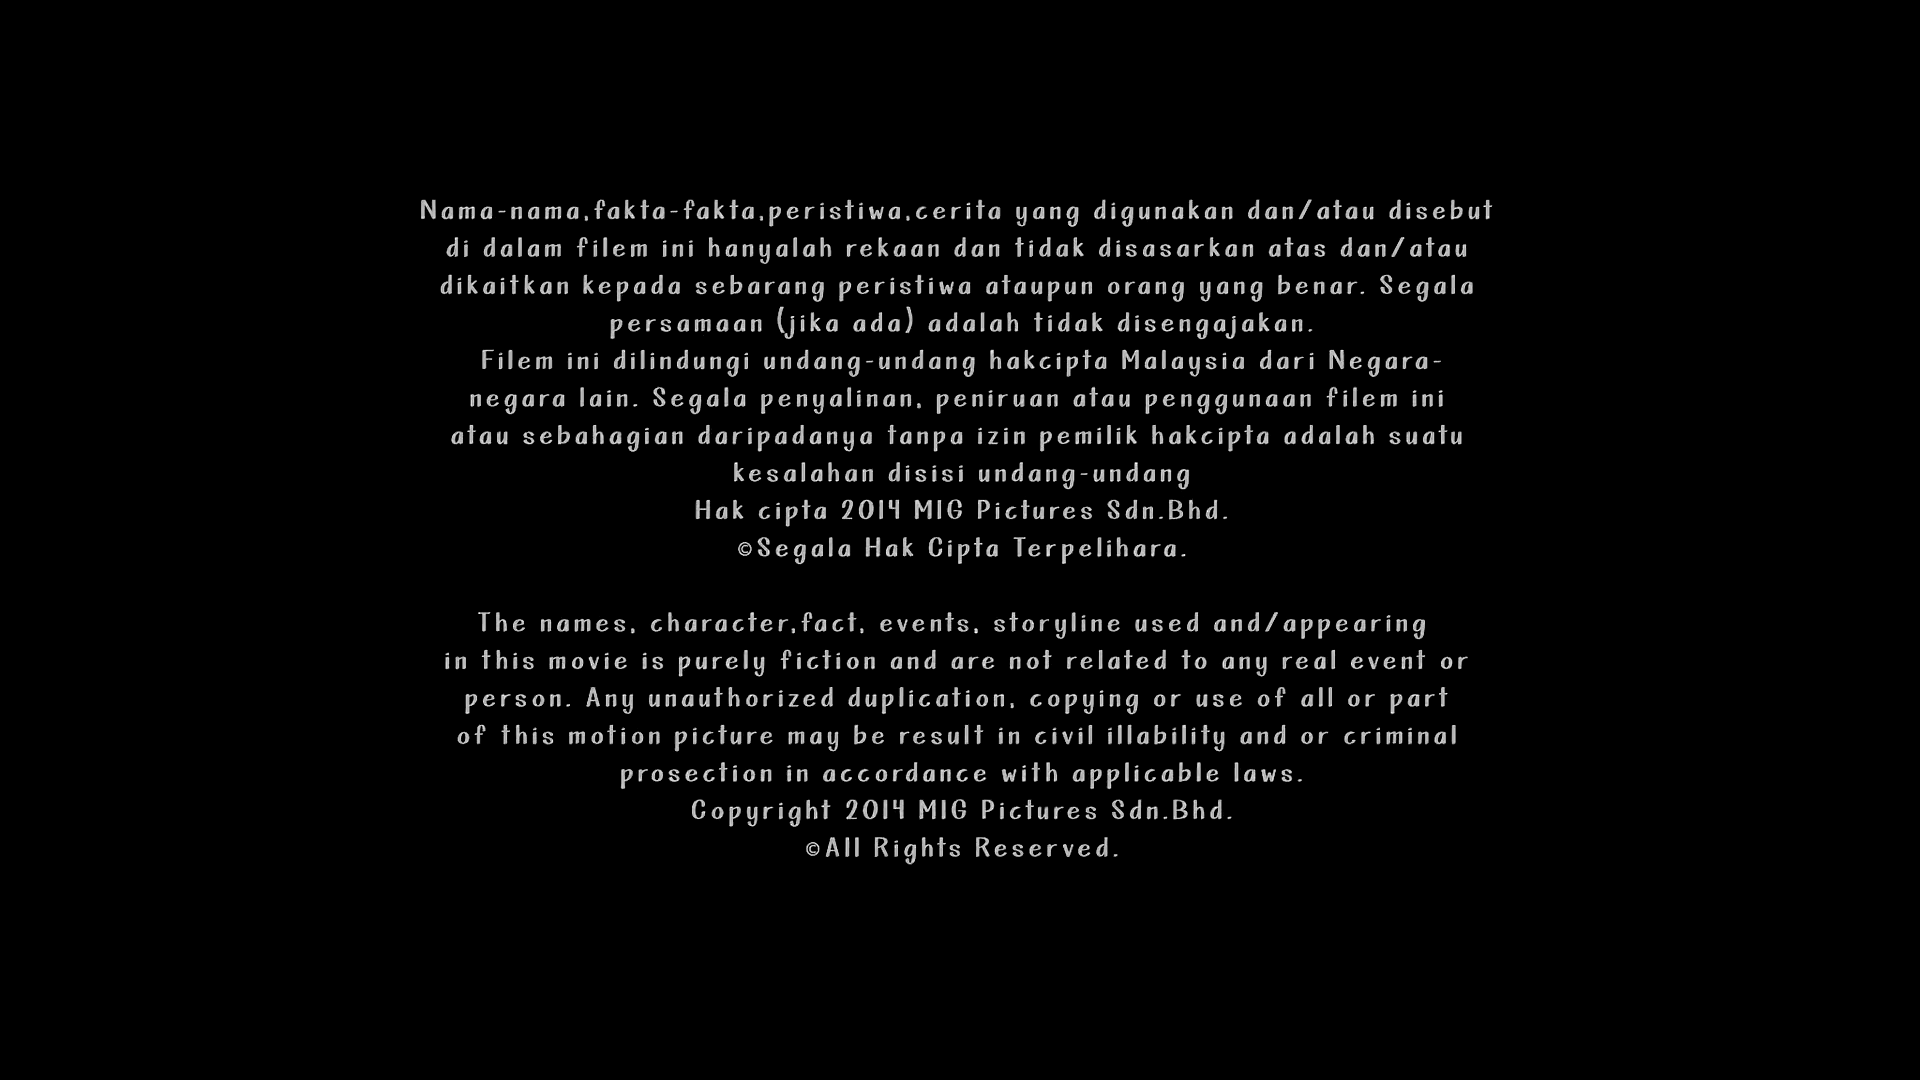 Nama-nama,fakta-fakta,peristiwa,cerita yang digunakan dan/atau disebut
di dalam filem ini hanyalah rekaan dan tidak disasarkan atas dan/atau
dikaitkan kepada sebarang peristiwa ataupun orang yang benar. Segala
persamaan (jika ada) adalah tidak disengajakan.
Filem ini dilindungi undang-undang hakcipta Malaysia dari Negara-
negara lain. Segala penyalinan, peniruan atau penggunaan filem ini
atau sebahagian daripadanya tanpa izin pemilik hakcipta adalah suatu
kesalahan disisi undang-undang
Hak cipta 2014 MIG Pictures Sdn.Bhd.
©Segala Hak Cipta Terpelihara.
The names, character,fact, events, storyline used and/appearing
in this movie is purely fiction and are not related to any real event or
person. Any unauthorized duplication, copying or use of all or part
of this motion picture may be result in civil illability and or criminal
prosection in accordance with applicable laws.
Copyright 2014 MIG Pictures Sdn.Bhd.
©All Rights Reserved.